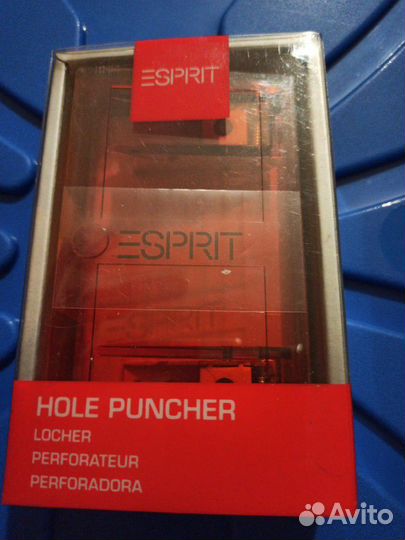 ESPRIT
ESPRIT
HOLE PUNCHER
LOCHER
PERFORATEUR
PERFORADORA
Avito